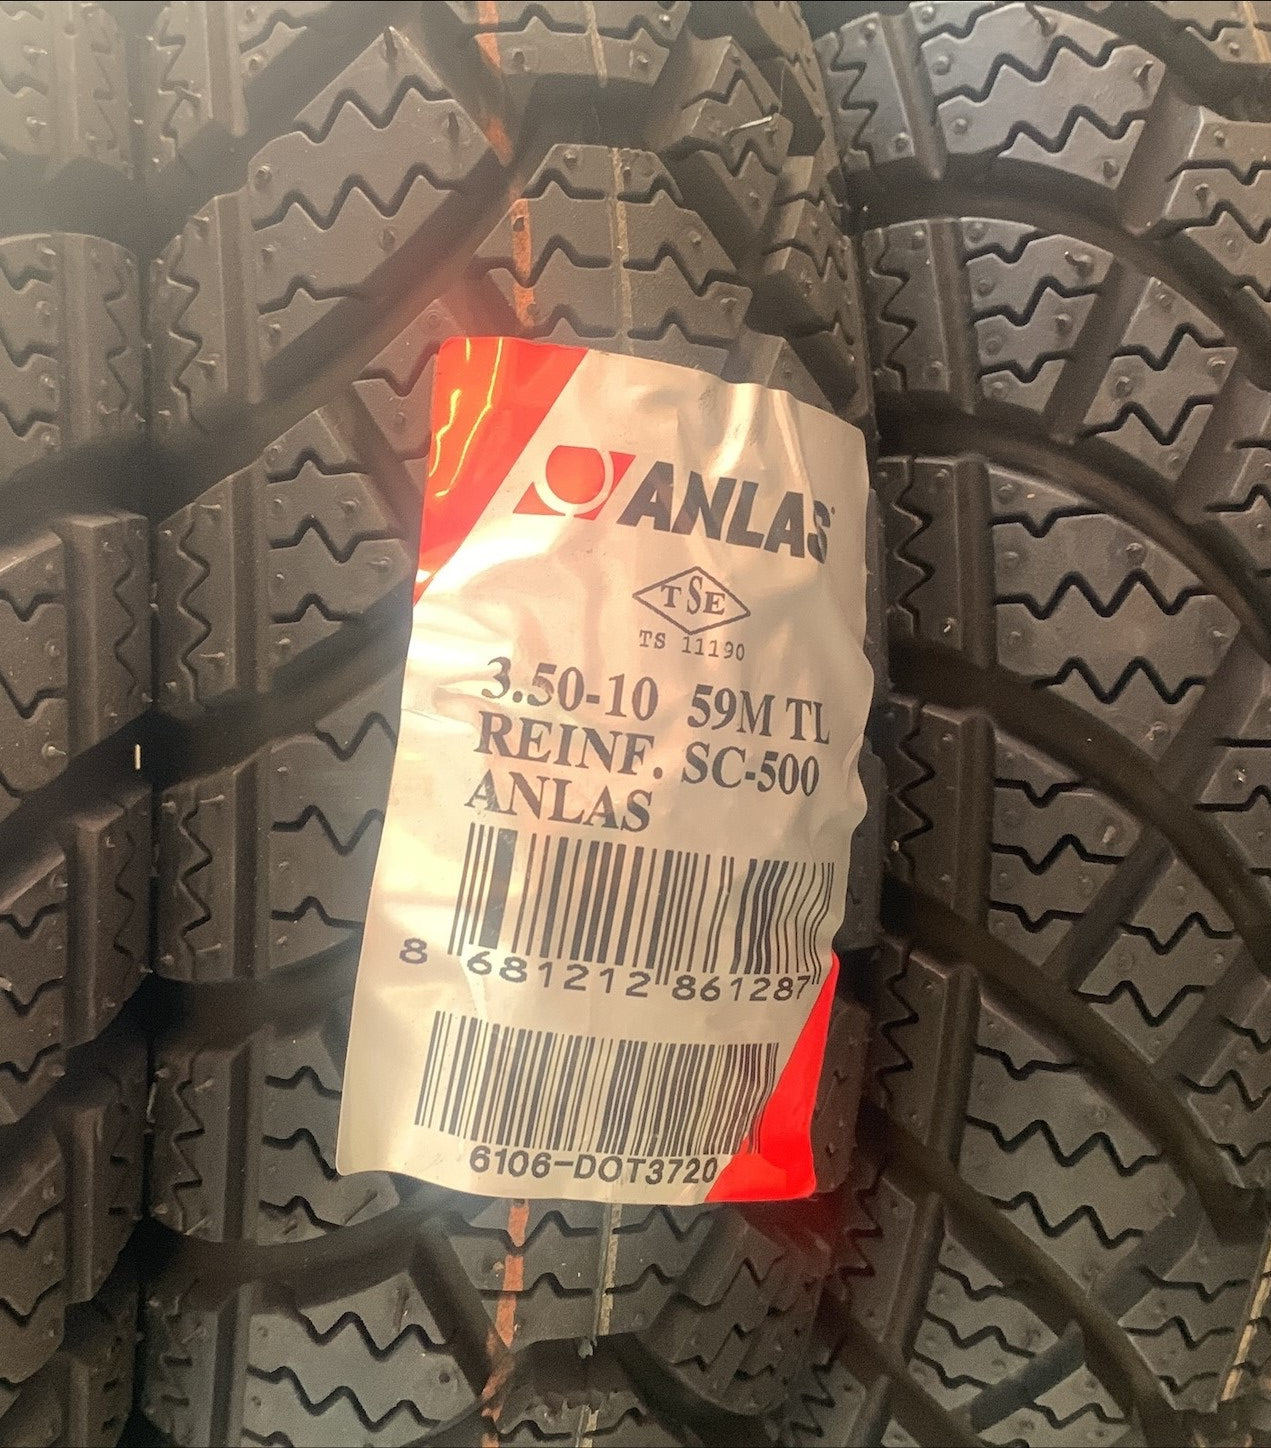 ANLAS
TSE
TS 11190
3.50-10 59M TL
REINF. SC-500
ANLAS
8 681212 861287
6106-DOT3720